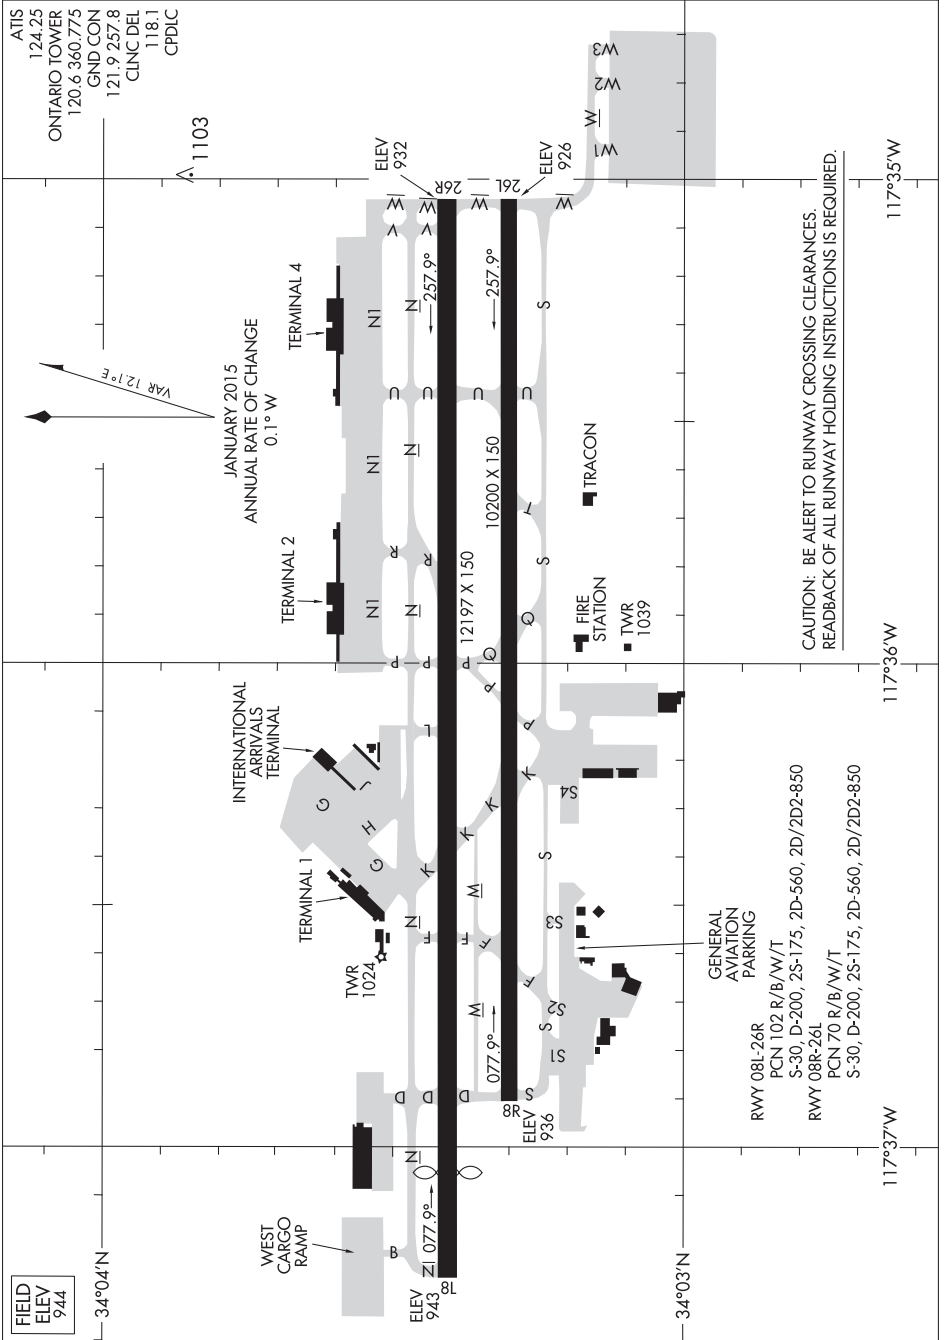 ATIS
124.25
ONTARIO TOWER
120.6 360.775
GND CON
121.9 257.8
CLNC DEL
118.1
CPDLC
FIELD
ELEV
944
34°04'N
1103
VAR 12.1° E
JANUARY 2015
ANNUAL RATE OF CHANGE
0.1° W
WEST
CARGO
RAMP
TERMINAL 1
TWR
1024
INTERNATIONAL
ARRIVALS
TERMINAL
TERMINAL 2
TERMINAL 4
G
H
G
J
B
D
N
N
N
N
N
N
N1
N1
N1
N
D
F
K
L
P
P
R
R
U
U
V
V
W
W
ELEV
943
077.9°
8L
12197 X 150
257.9°
26R
ELEV
932
D
F
F
W
W
K
K
P
P
Q
U
W
077.9°
8R
ELEV
936
10200 X 150
257.9°
26L
ELEV
926
S
F
S
S
K
P
Q
S
T
U
S
W
S1
S2
S3
S4
W1
W
W2
W3
FIRE
STATION
TWR
1039
TRACON
GENERAL
AVIATION
PARKING
34°03'N
RWY 08L-26R
PCN 102 R/B/W/T
S-30, D-200, 2S-175, 2D-560, 2D/2D2-850
RWY 08R-26L
PCN 70 R/B/W/T
S-30, D-200, 2S-175, 2D-560, 2D/2D2-850
CAUTION: BE ALERT TO RUNWAY CROSSING CLEARANCES.
READBACK OF ALL RUNWAY HOLDING INSTRUCTIONS IS REQUIRED.
117°37'W
117°36'W
117°35'W